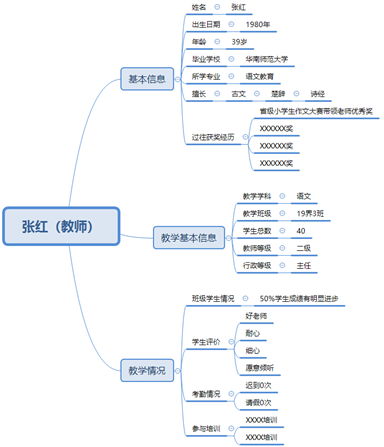 张红（教师）
基本信息
姓名 张红
出生日期 1980年
年龄 39岁
毕业学校 华南师范大学
所学专业 语文教育
擅长 古文 楚辞 诗经
过往获奖经历
省级小学生作文大赛带领老师优秀奖
XXXXXX奖
XXXXXX奖
XXXXXX奖
教学基本信息
教学学科 语文
教学班级 19界3班
学生总数 40
教师等级 二级
行政等级 主任
教学情况
班级学生情况 50%学生成绩有明显进步
学生评价
好老师
耐心
细心
愿意倾听
考勤情况
迟到0次
请假0次
参与培训
XXXX培训
XXXX培训